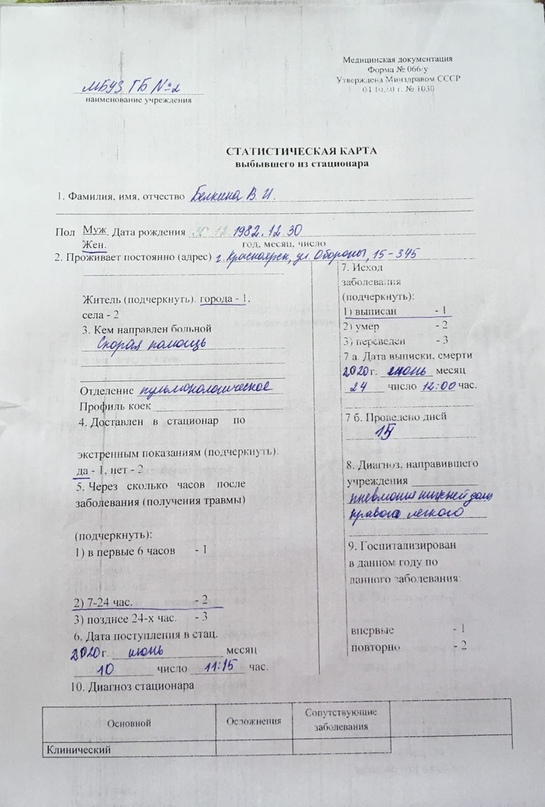 МБУЗ ГБ №2
наименование учреждения
Медицинская документация
Форма № 066/у
Утверждена Минздравом СССР
04.10.80 г. № 1030
СТАТИСТИЧЕСКАЯ КАРТА
выбывшего из стационара
1. Фамилия, имя, отчество Белкина В. И.
Пол Муж. Дата рождения 1982.12.30
Жен. год, месяц, число
2. Проживает постоянно (адрес) г. Красноярск, ул. Обороны, 15-345
Житель (подчеркнуть): города - 1,
села - 2
3. Кем направлен больной
Скорая помощь
Отделение пульмонологическое
Профиль коек
4. Доставлен в стационар по
экстренным показаниям (подчеркнуть):
да - 1, нет - 2
5. Через сколько часов после
заболевания (получения травмы)
(подчеркнуть):
1) в первые 6 часов - 1
2) 7-24 час. - 2
3) позднее 24-х час. - 3
6. Дата поступления в стац.
2020 г. июнь месяц
10 число 11:15 час.
7. Исход
заболевания
(подчеркнуть):
1) выписан - 1
2) умер - 2
3) переведен - 3
7 а. Дата выписки, смерти
2020 г. июнь месяц
24 число 12:00 час.
7 б. Проведено дней
8. Диагноз, направившего
учреждения
пневмония нижней доли
правого легкого
9. Госпитализирован
в данном году по
данного заболевания:
впервые - 1
повторно - 2
10. Диагноз стационара
Основной Осложнения Сопутствующие
заболевания
Клинический